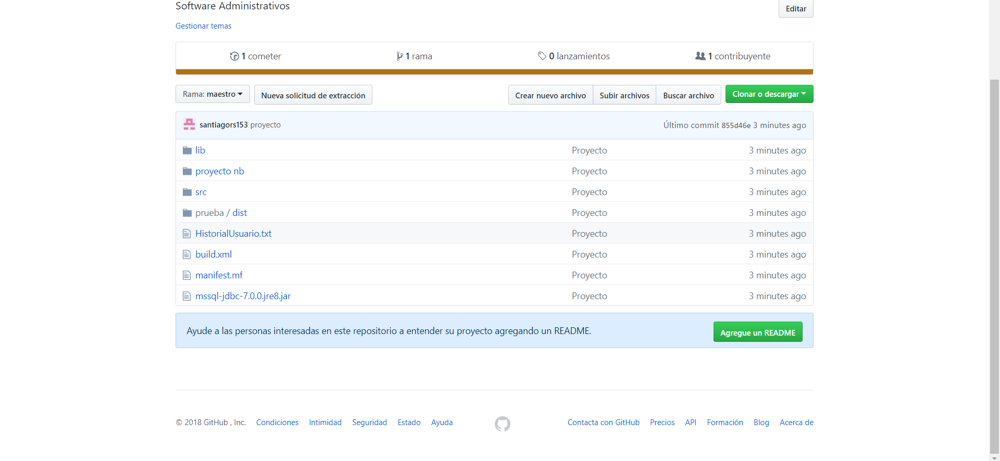 Software Administrativos
Editar
Gestionar temas
1 cometer
1 rama
0 lanzamientos
1 contribuyente
Rama: maestro
Nueva solicitud de extracción
Crear nuevo archivo
Subir archivos
Buscar archivo
Clonar o descargar
santiagors153 proyecto
Último commit 855d46e 3 minutes ago
lib Proyecto 3 minutes ago
proyecto nb Proyecto 3 minutes ago
src Proyecto 3 minutes ago
prueba / dist Proyecto 3 minutes ago
HistorialUsuario.txt Proyecto 3 minutes ago
build.xml Proyecto 3 minutes ago
manifest.mf Proyecto 3 minutes ago
mssql-jdbc-7.0.0.jre8.jar Proyecto 3 minutes ago
Ayude a las personas interesadas en este repositorio a entender su proyecto agregando un README.
Agregue un README
© 2018 GitHub , Inc. Condiciones Intimidad Seguridad Estado Ayuda
Contacta con GitHub Precios API Formación Blog Acerca de